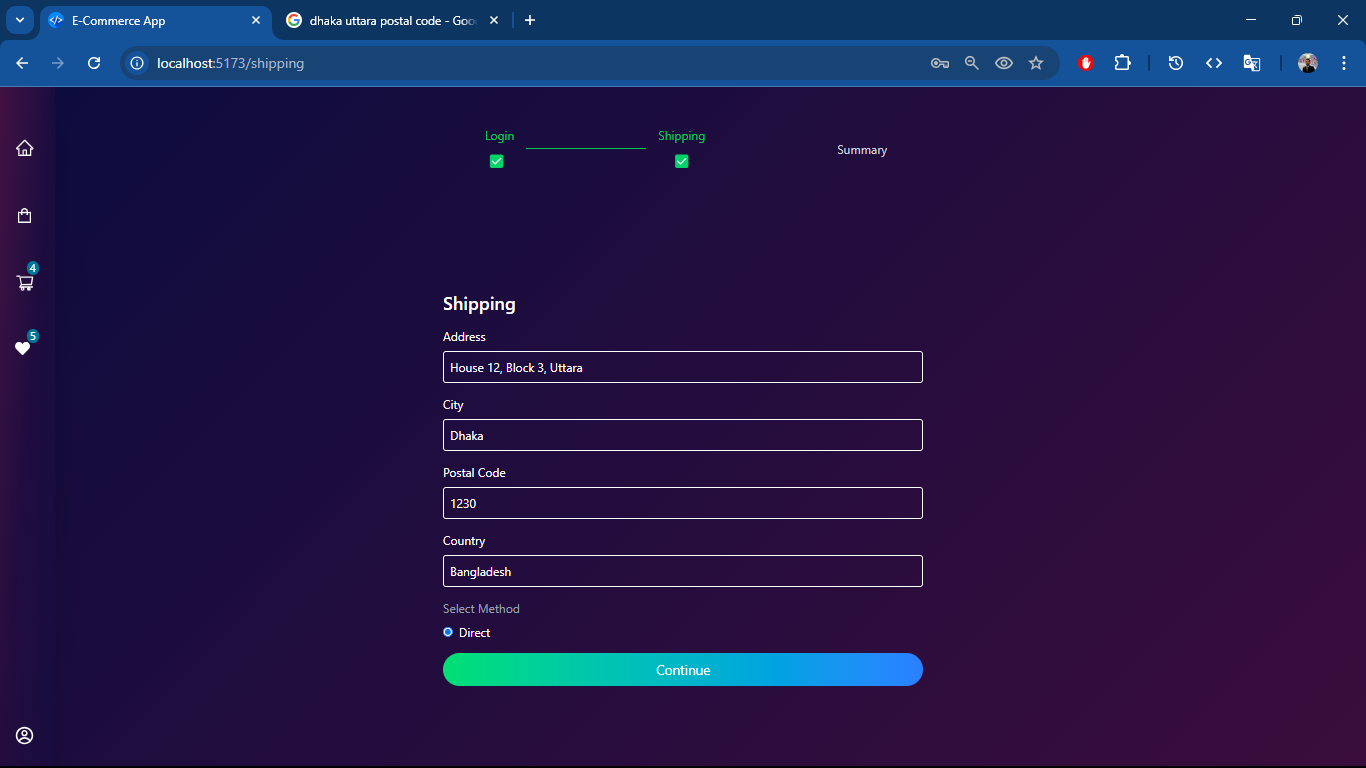 E-Commerce App
dhaka uttara postal code - Goo
localhost:5173/shipping
Login
Shipping
Summary
4
5
Shipping
Address
House 12, Block 3, Uttara
City
Dhaka
Postal Code
1230
Country
Bangladesh
Select Method
Direct
Continue